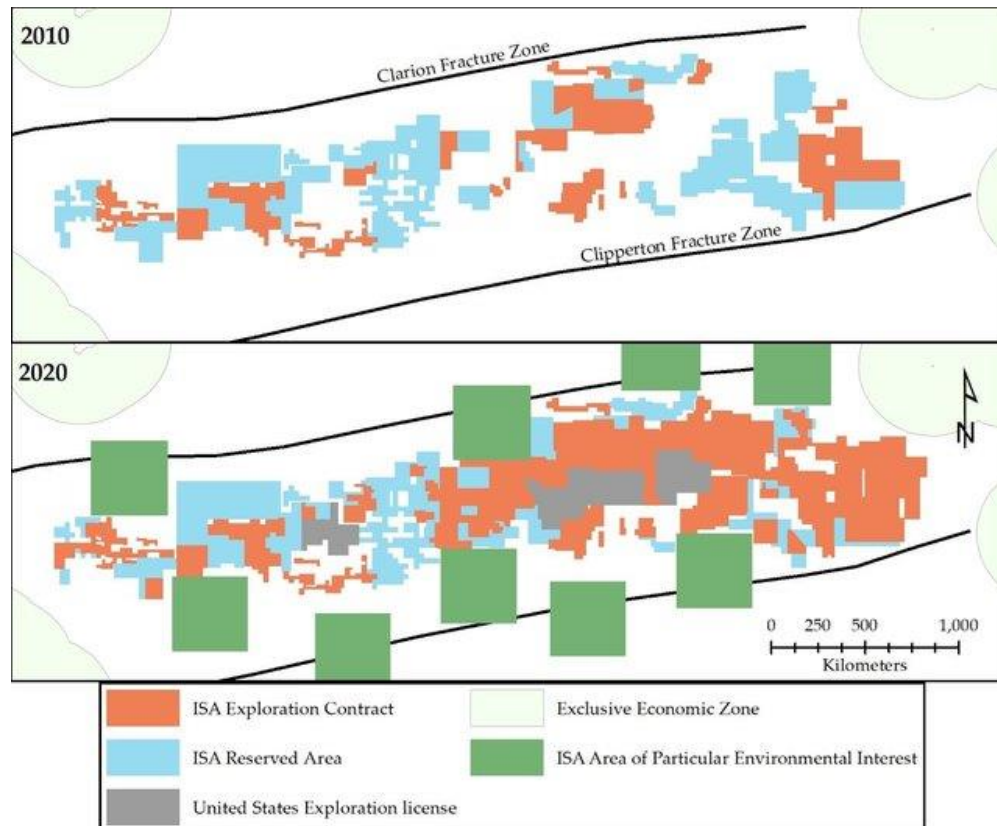 2010
Clarion Fracture Zone
Clipperton Fracture Zone
2020
N
0 250 500 1,000
Kilometers
ISA Exploration Contract
Exclusive Economic Zone
ISA Reserved Area
ISA Area of Particular Environmental Interest
United States Exploration license